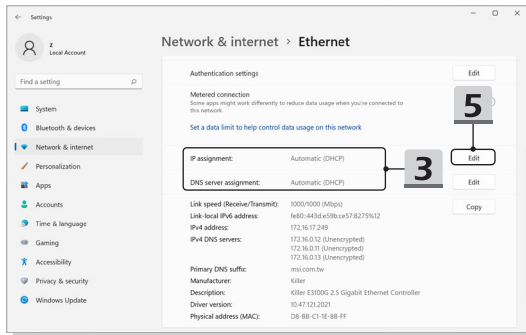 Settings
Z
Local Account
Find a setting
System
Bluetooth & devices
Network & internet
Personalization
Apps
Accounts
Time & language
Gaming
Accessibility
Privacy & security
Windows Update
Network & internet > Ethernet
Authentication settings Edit
Metered connection
Some apps might work differently to reduce data usage when you're connected to
this network
5
Set a data limit to help control data usage on this network
IP assignment: Automatic (DHCP) Edit
3
DNS server assignment: Automatic (DHCP) Edit
Link speed (Receive/Transmit): 1000/1000 (Mbps) Copy
Link-local IPv6 address: fe80::443d:e59b:ce57:8275%12
IPv4 address: 172.16.17.249
IPv4 DNS servers: 172.16.0.12 (Unencrypted)
172.16.0.11 (Unencrypted)
172.16.0.13 (Unencrypted)
Primary DNS suffix: msi.com.tw
Manufacturer: Killer
Description: Killer E3100G 2.5 Gigabit Ethernet Controller
Driver version: 10.47.121.2021
Physical address (MAC): D8-BB-C1-1E-8B-FF